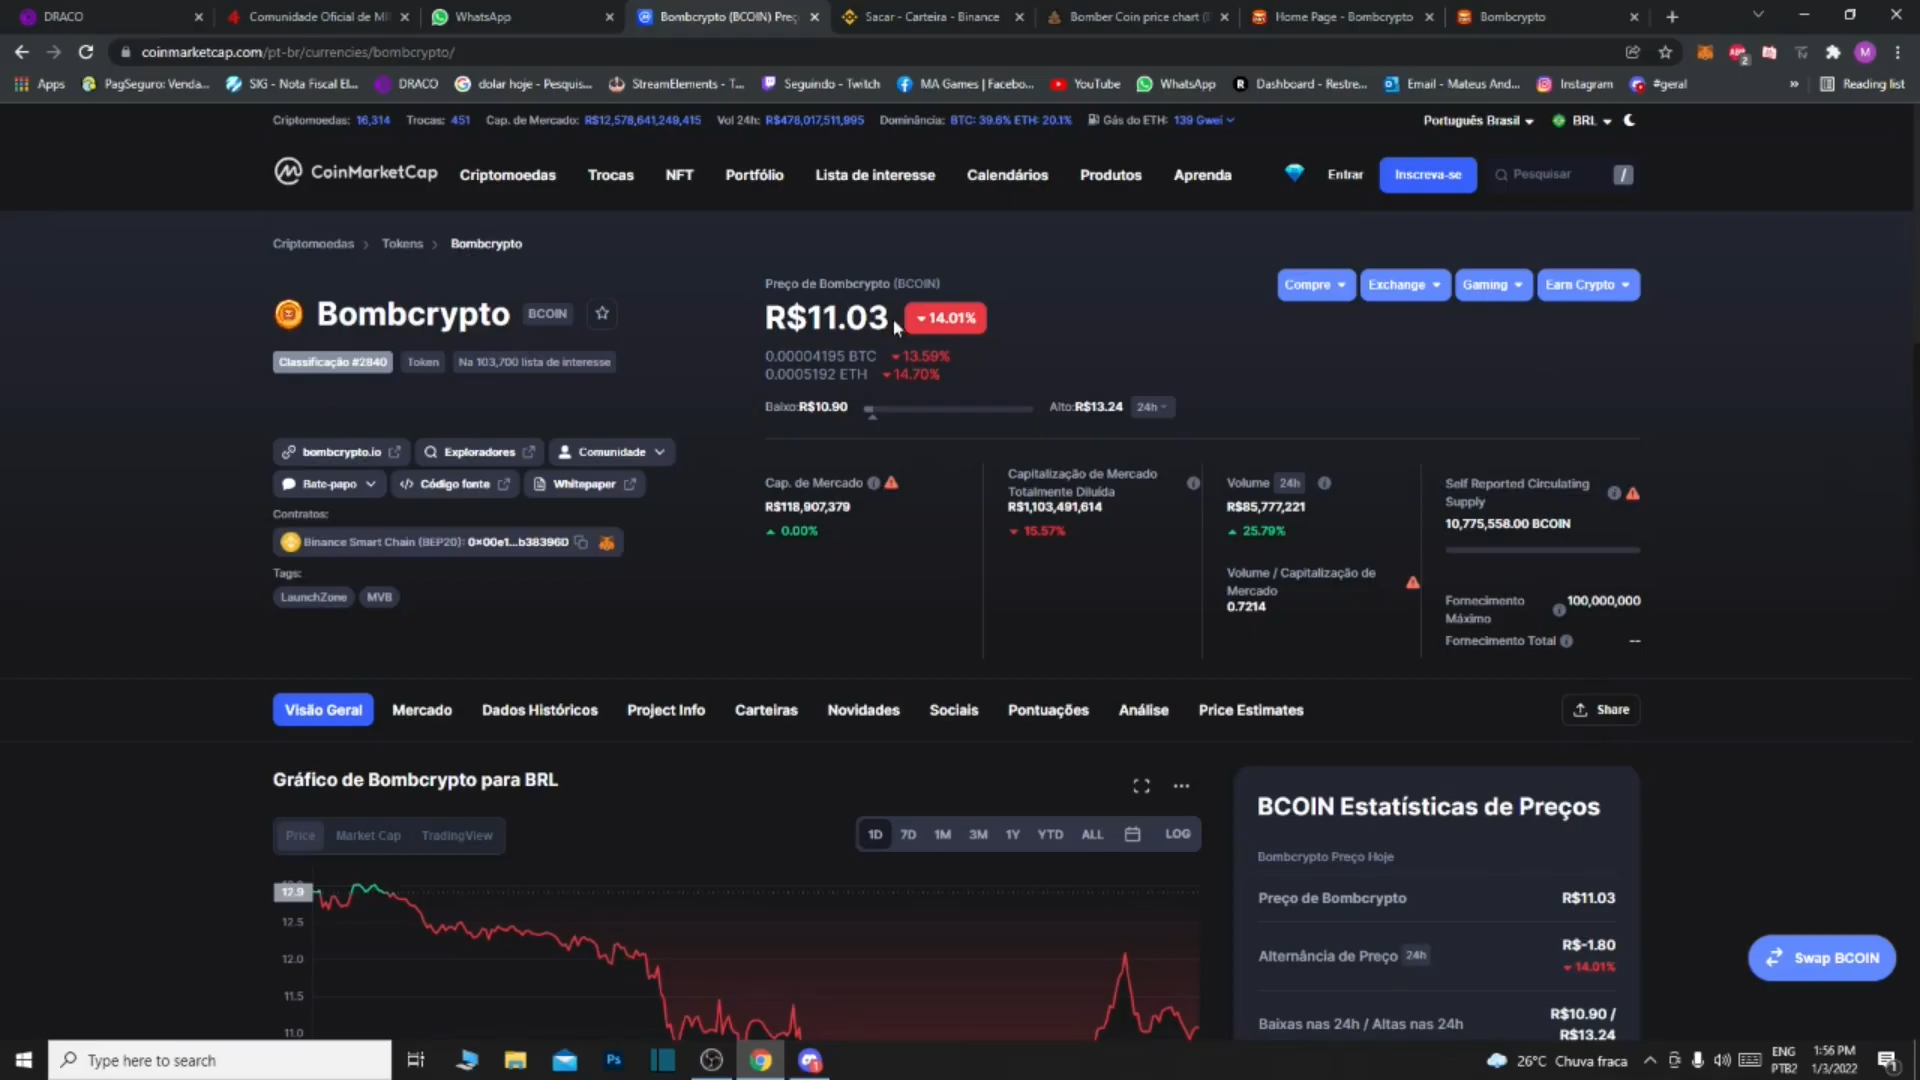 DRACO
Comunidade Oficial de MI
WhatsApp
Bombcrypto (BCOIN) Preç
Sacar - Carteira - Binance
Bomber Coin price chart (
Home Page - Bombcrypto
Bombcrypto
coinmarketcap.com/pt-br/currencies/bombcrypto/
M
Apps
PagSeguro: Venda...
SIG - Nota Fiscal El...
DRACO
dolar hoje - Pesquis...
StreamElements - T...
Seguindo - Twitch
MA Games | Facebo...
YouTube
WhatsApp
Dashboard - Restre...
Email - Mateus And...
Instagram
#geral
Reading list
Criptomoedas: 16,314 Trocas: 451 Cap. de Mercado: R$12,578,641,249,415 Vol 24h: R$478,017,511,995 Dominância: BTC: 39.6% ETH: 20.1% Gás do ETH: 139 Gwei
Português Brasil
BRL
CoinMarketCap
Criptomoedas Trocas NFT Portfólio Lista de interesse Calendários Produtos Aprenda
Entrar
Inscreva-se
Pesquisar
/
Criptomoedas > Tokens > Bombcrypto
Bombcrypto
BCOIN
Preço de Bombcrypto (BCOIN)
R$11.03
14.01%
0.00004195 BTC 13.59%
0.0005192 ETH 14.70%
Baixo:R$10.90
Alto:R$13.24
24h
Compre
Exchange
Gaming
Earn Crypto
Classificação #2840
Token
Na 103,700 lista de interesse
bombcrypto.io
Exploradores
Comunidade
Bate-papo
Código fonte
Whitepaper
Contratos:
Binance Smart Chain (BEP20): 0x00e1...b38396D
Tags:
LaunchZone
MVB
Cap. de Mercado
R$118,907,379
0.00%
Capitalização de Mercado
Totalmente Diluída
R$1,103,491,614
15.57%
Volume 24h
R$85,777,221
25.79%
Volume / Capitalização de
Mercado
0.7214
Self Reported Circulating
Supply
10,775,558.00 BCOIN
Fornecimento
Máximo
100,000,000
Fornecimento Total
--
Visão Geral
Mercado
Dados Históricos
Project Info
Carteiras
Novidades
Sociais
Pontuações
Análise
Price Estimates
Share
Gráfico de Bombcrypto para BRL
Price
Market Cap
TradingView
1D 7D 1M 3M 1Y YTD ALL LOG
12.9
12.5
12.0
11.5
11.0
BCOIN Estatísticas de Preços
Bombcrypto Preço Hoje
Preço de Bombcrypto R$11.03
Alternância de Preço 24h
R$-1.80
14.01%
Baixas nas 24h / Altas nas 24h
R$10.90 /
R$13.24
Swap BCOIN
Type here to search
Ps
26°C Chuva fraca
ENG
PTB2
1:56 PM
1/3/2022